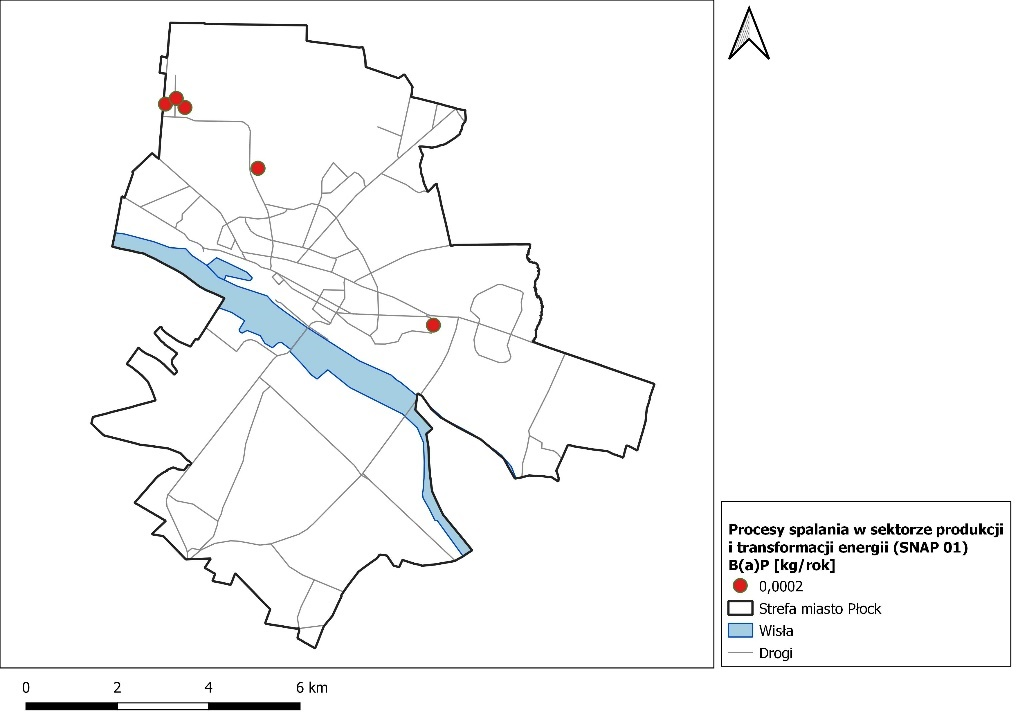 Procesy spalania w sektorze produkcji
i transformacji energii (SNAP 01)
B(a)P [kg/rok]
0,0002
Strefa miasto Płock
Wisła
Drogi
0 2 4 6 km